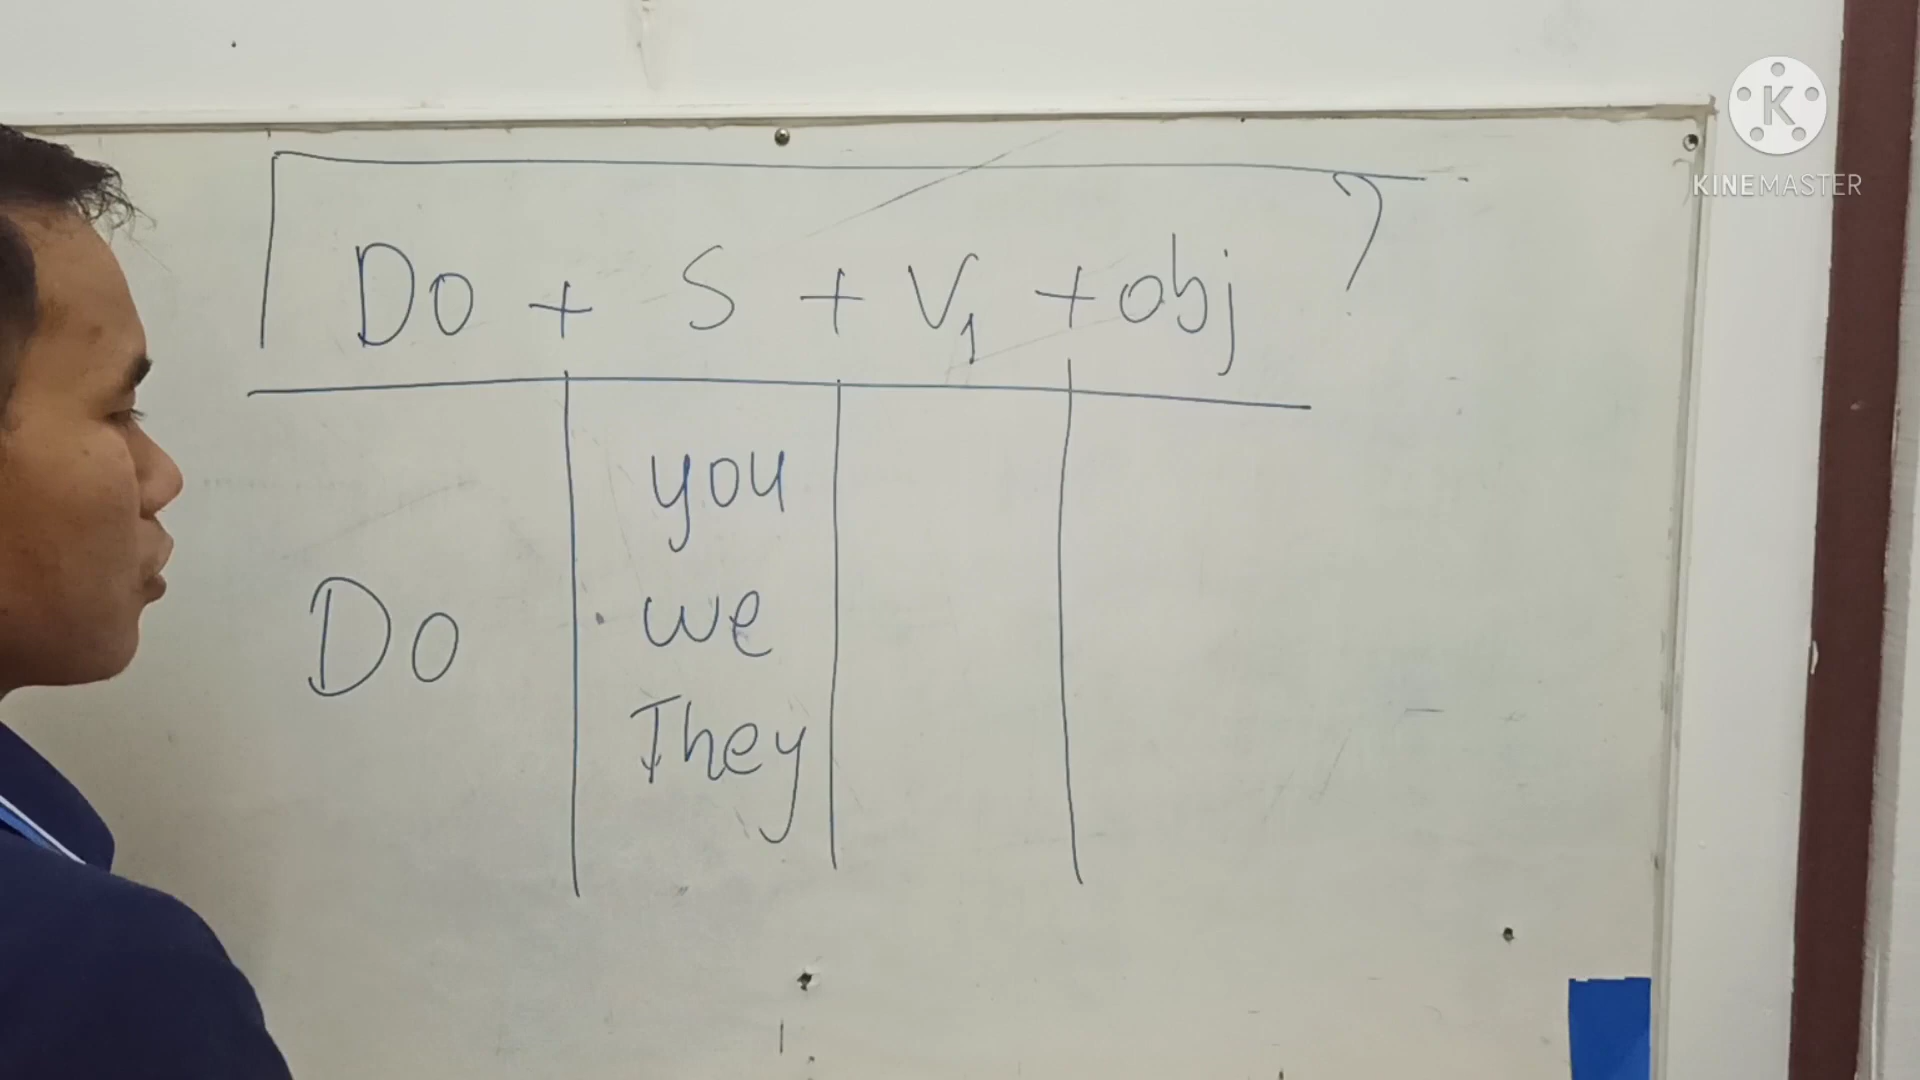 Do + S + V₁ + obj ?
you
Do we
They
K
KINEMASTER